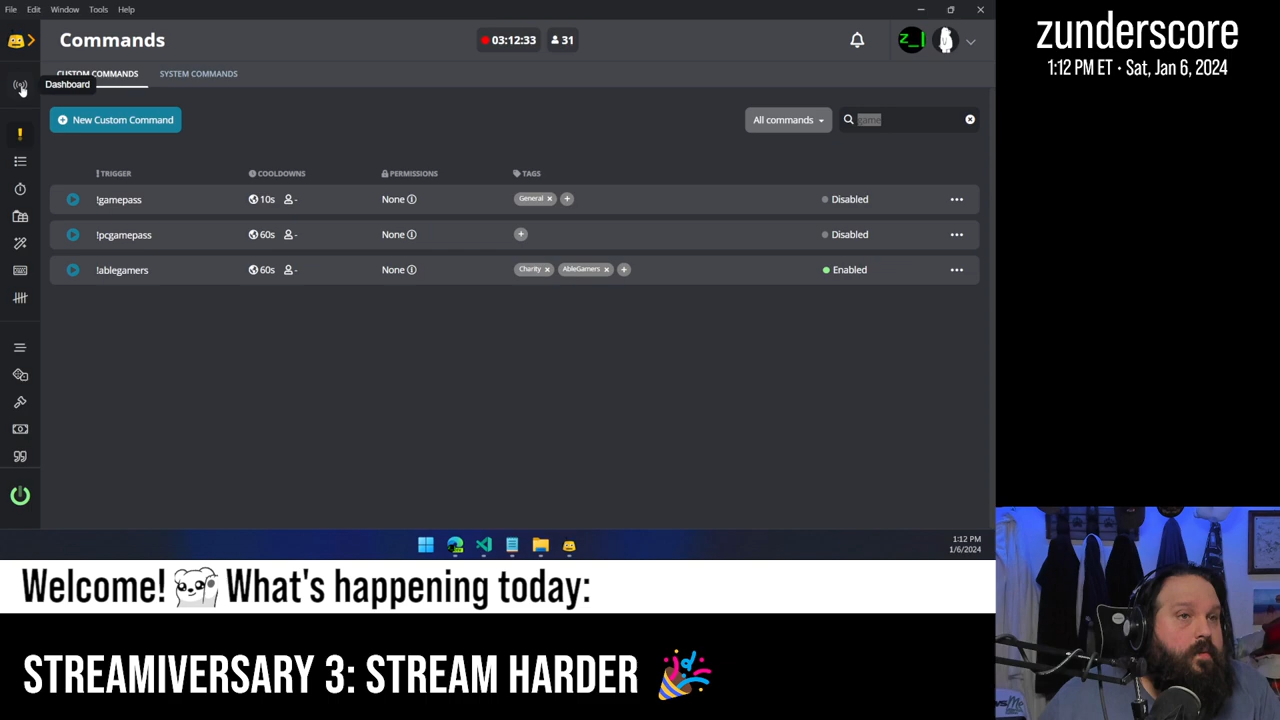 File Edit Window Tools Help
Commands
03:12:33
31
z_|
Dashboard
CUSTOM COMMANDS
SYSTEM COMMANDS
New Custom Command
All commands
game
TRIGGER COOLDOWNS PERMISSIONS TAGS
!gamepass 10s - None General × + Disabled
!pcgamepass 60s - None + Disabled
!ablegamers 60s - None Charity × AbleGamers × + Enabled
1:12 PM
1/6/2024
zunderscore
1:12 PM ET • Sat, Jan 6, 2024
Welcome! What's happening today:
STREAMIVERSARY 3: STREAM HARDER